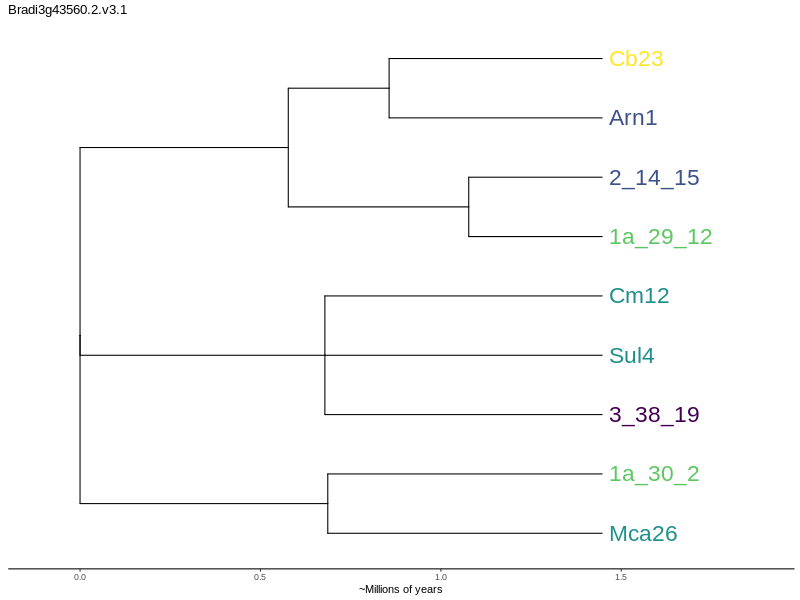 Bradi3g43560.2.v3.1
Cb23
Arn1
2_14_15
1a_29_12
Cm12
Sul4
3_38_19
1a_30_2
Mca26
0.0 0.5 1.0 1.5
~Millions of years